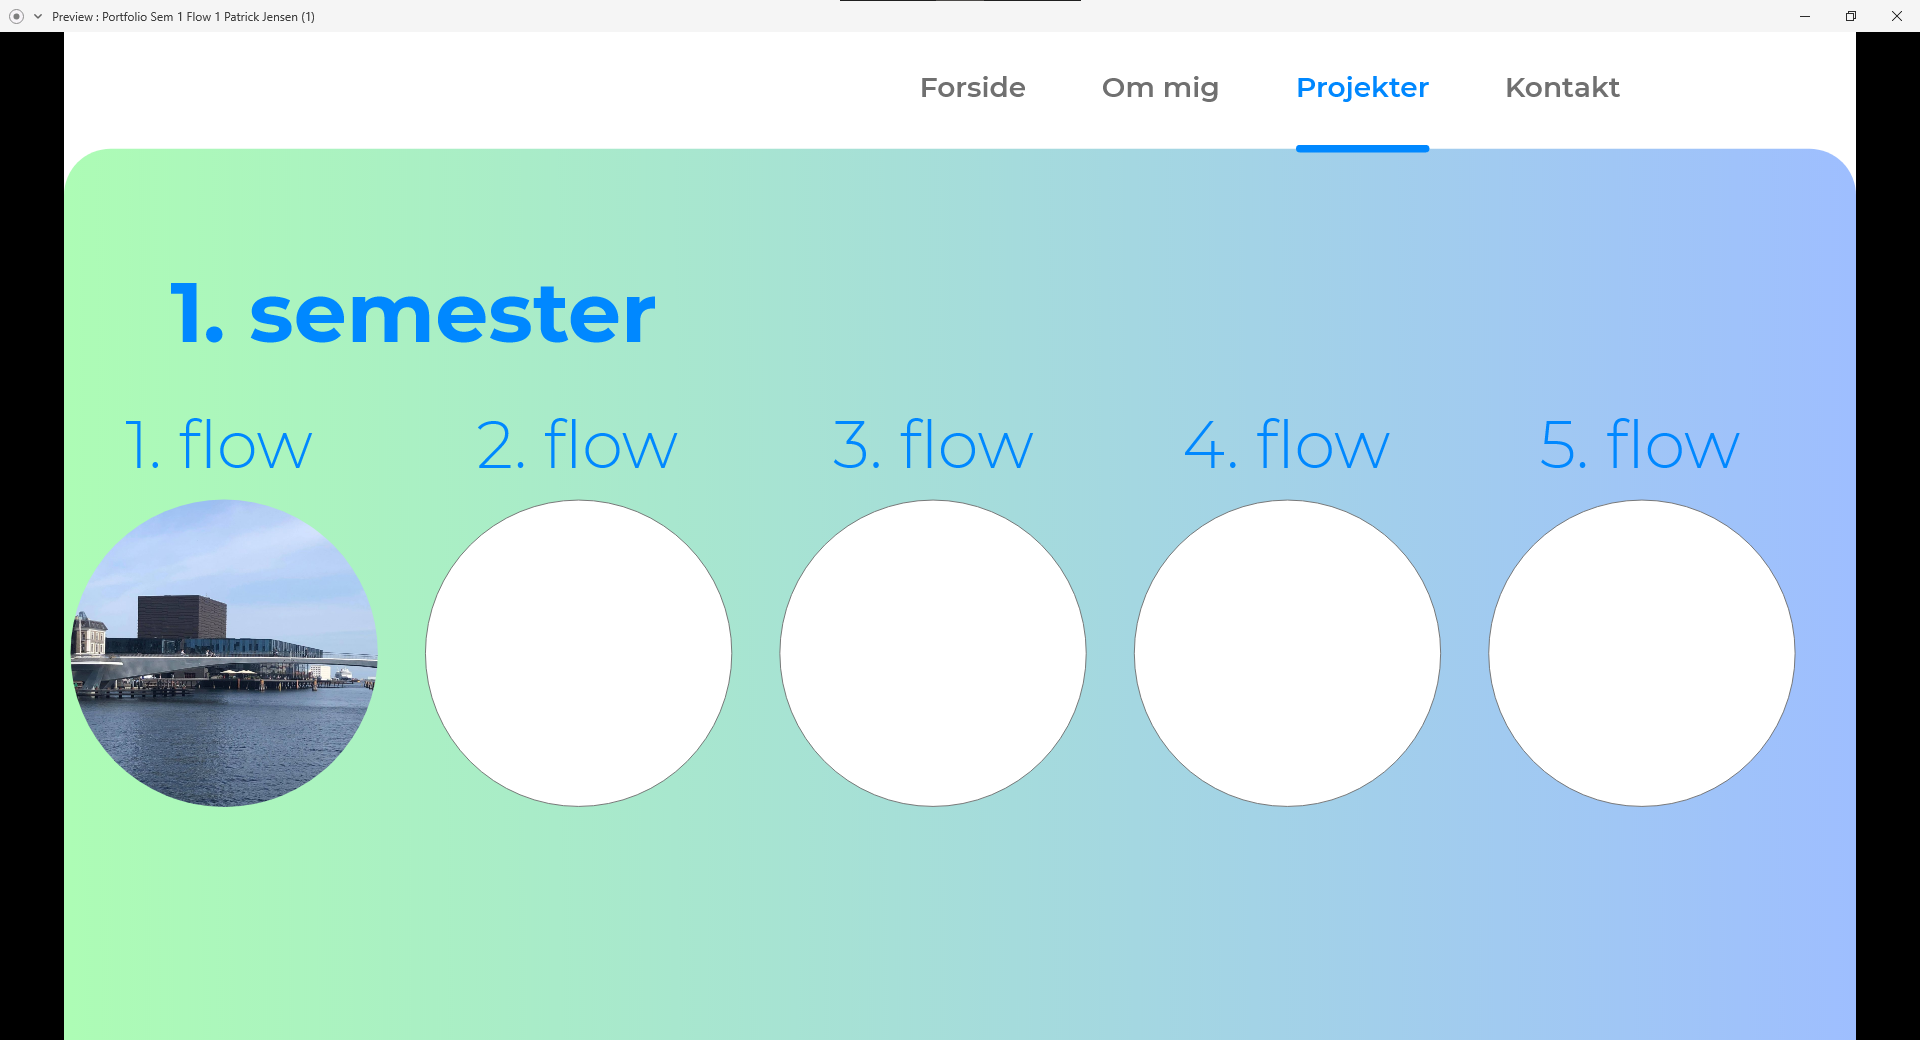 Preview : Portfolio Sem 1 Flow 1 Patrick Jensen (1)
Forside Om mig Projekter Kontakt
1. semester
1. flow 2. flow 3. flow 4. flow 5. flow